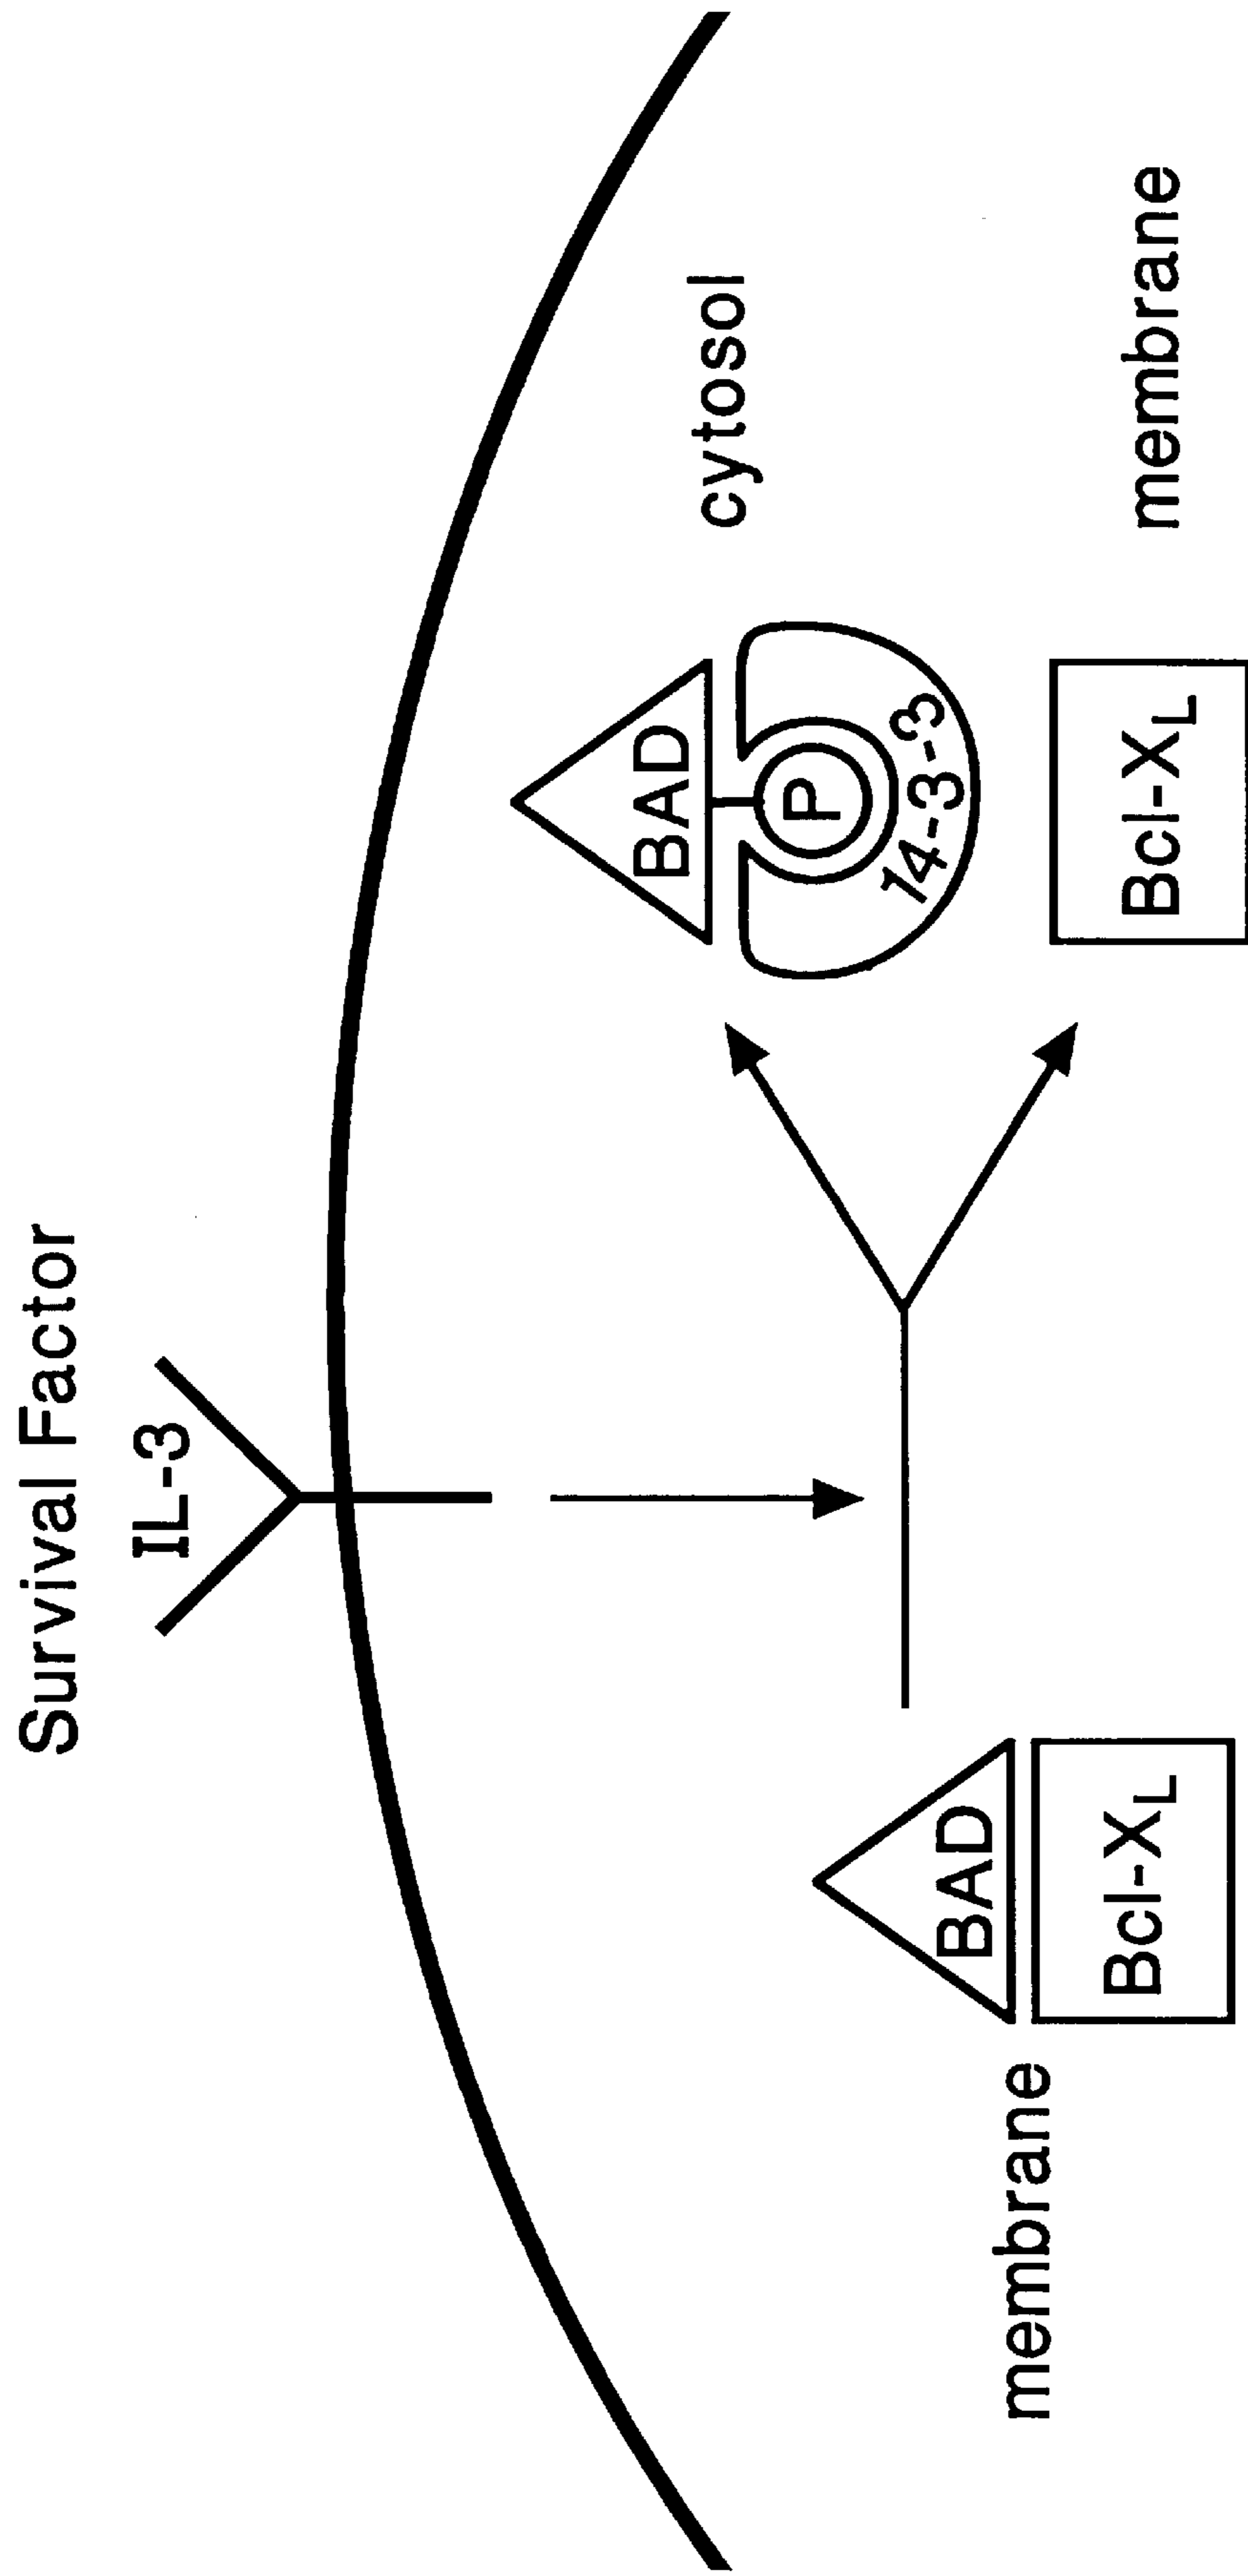 Survival Factor
IL-3
membrane
BAD
Bcl-XL
BAD
P
14-3-3
cytosol
Bcl-XL
membrane